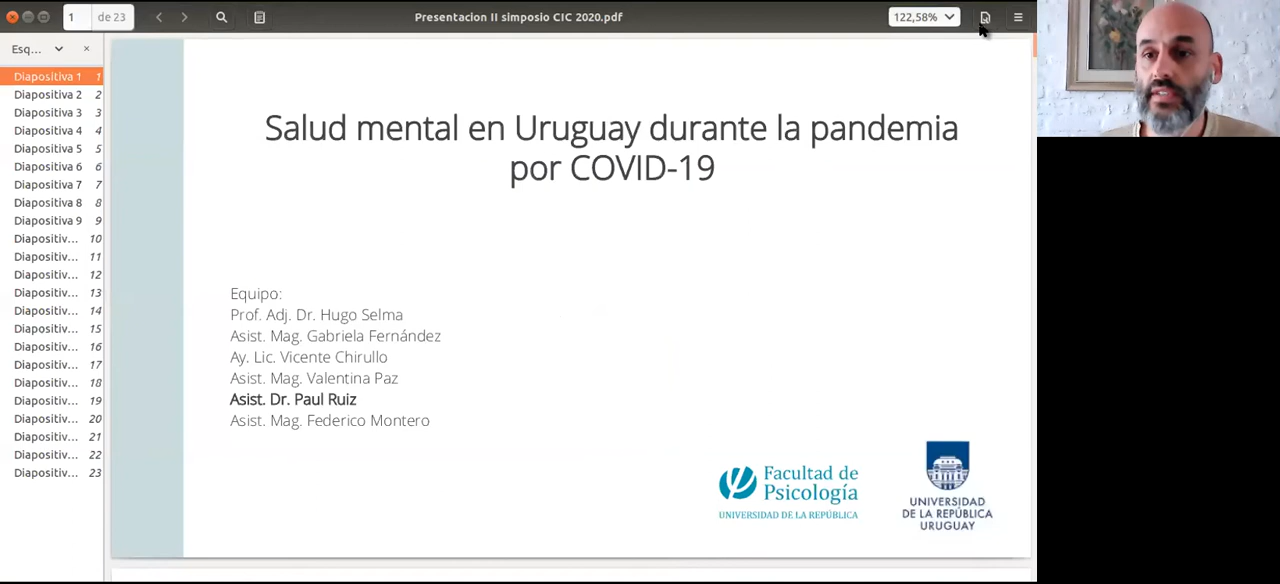 1
de 23
Presentacion II simposio CIC 2020.pdf
122,58%
Esq...
Diapositiva 1 1
Diapositiva 2 2
Diapositiva 3 3
Diapositiva 4 4
Diapositiva 5 5
Diapositiva 6 6
Diapositiva 7 7
Diapositiva 8 8
Diapositiva 9 9
Diapositiv... 10
Diapositiv... 11
Diapositiv... 12
Diapositiv... 13
Diapositiv... 14
Diapositiv... 15
Diapositiv... 16
Diapositiv... 17
Diapositiv... 18
Diapositiv... 19
Diapositiv... 20
Diapositiv... 21
Diapositiv... 22
Diapositiv... 23
Salud mental en Uruguay durante la pandemia
por COVID-19
Equipo:
Prof. Adj. Dr. Hugo Selma
Asist. Mag. Gabriela Fernández
Ay. Lic. Vicente Chirullo
Asist. Mag. Valentina Paz
Asist. Dr. Paul Ruiz
Asist. Mag. Federico Montero
Facultad de
Psicología
UNIVERSIDAD DE LA REPÚBLICA
UNIVERSIDAD
DE LA REPÚBLICA
URUGUAY